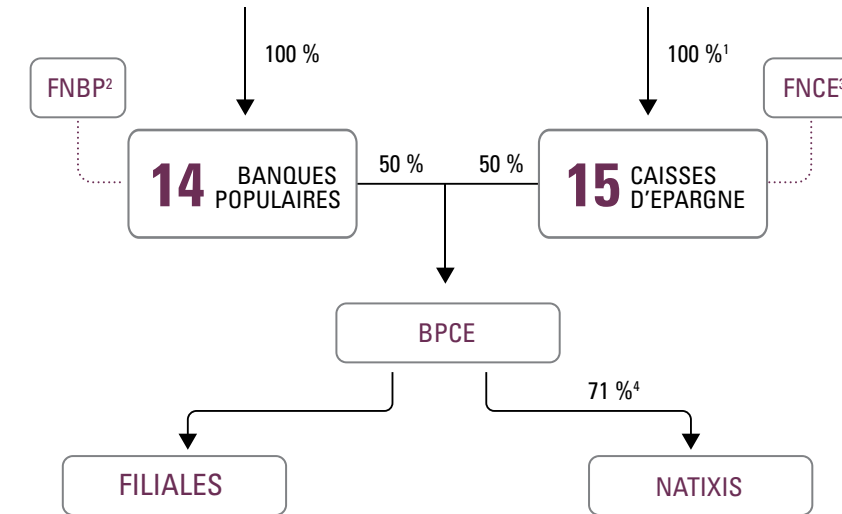 100 %
100 %¹
FNBP²
FNCE³
14 BANQUES
POPULAIRES
50 %
50 %
15 CAISSES
D'EPARGNE
BPCE
71 %⁴
FILIALES
NATIXIS